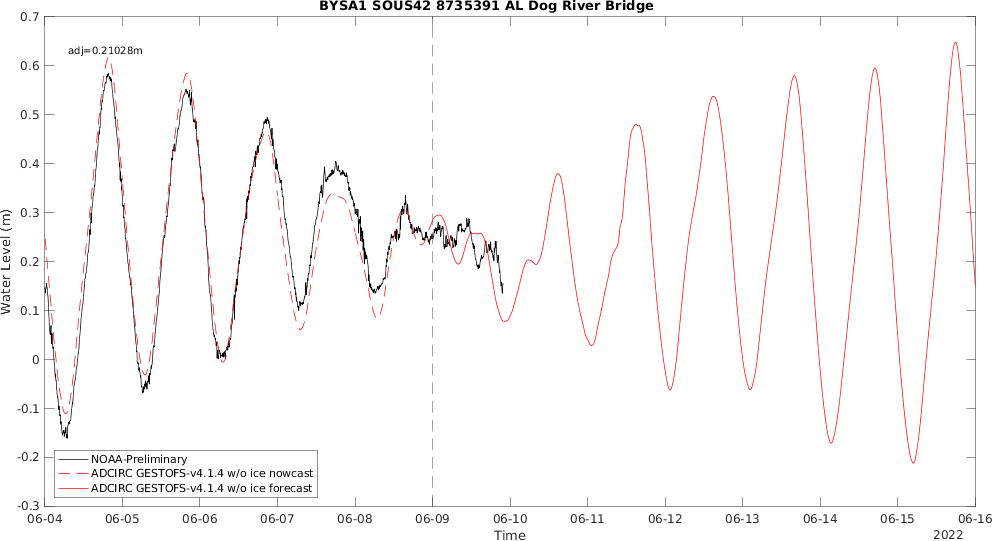 BYSA1 SOUS42 8735391 AL Dog River Bridge
adj=0.21028m
Water Level (m)
0.7
0.6
0.5
0.4
0.3
0.2
0.1
0
-0.1
-0.2
-0.3
NOAA-Preliminary
ADCIRC GESTOFS-v4.1.4 w/o ice nowcast
ADCIRC GESTOFS-v4.1.4 w/o ice forecast
06-04 06-05 06-06 06-07 06-08 06-09 06-10 06-11 06-12 06-13 06-14 06-15 06-16
Time
2022